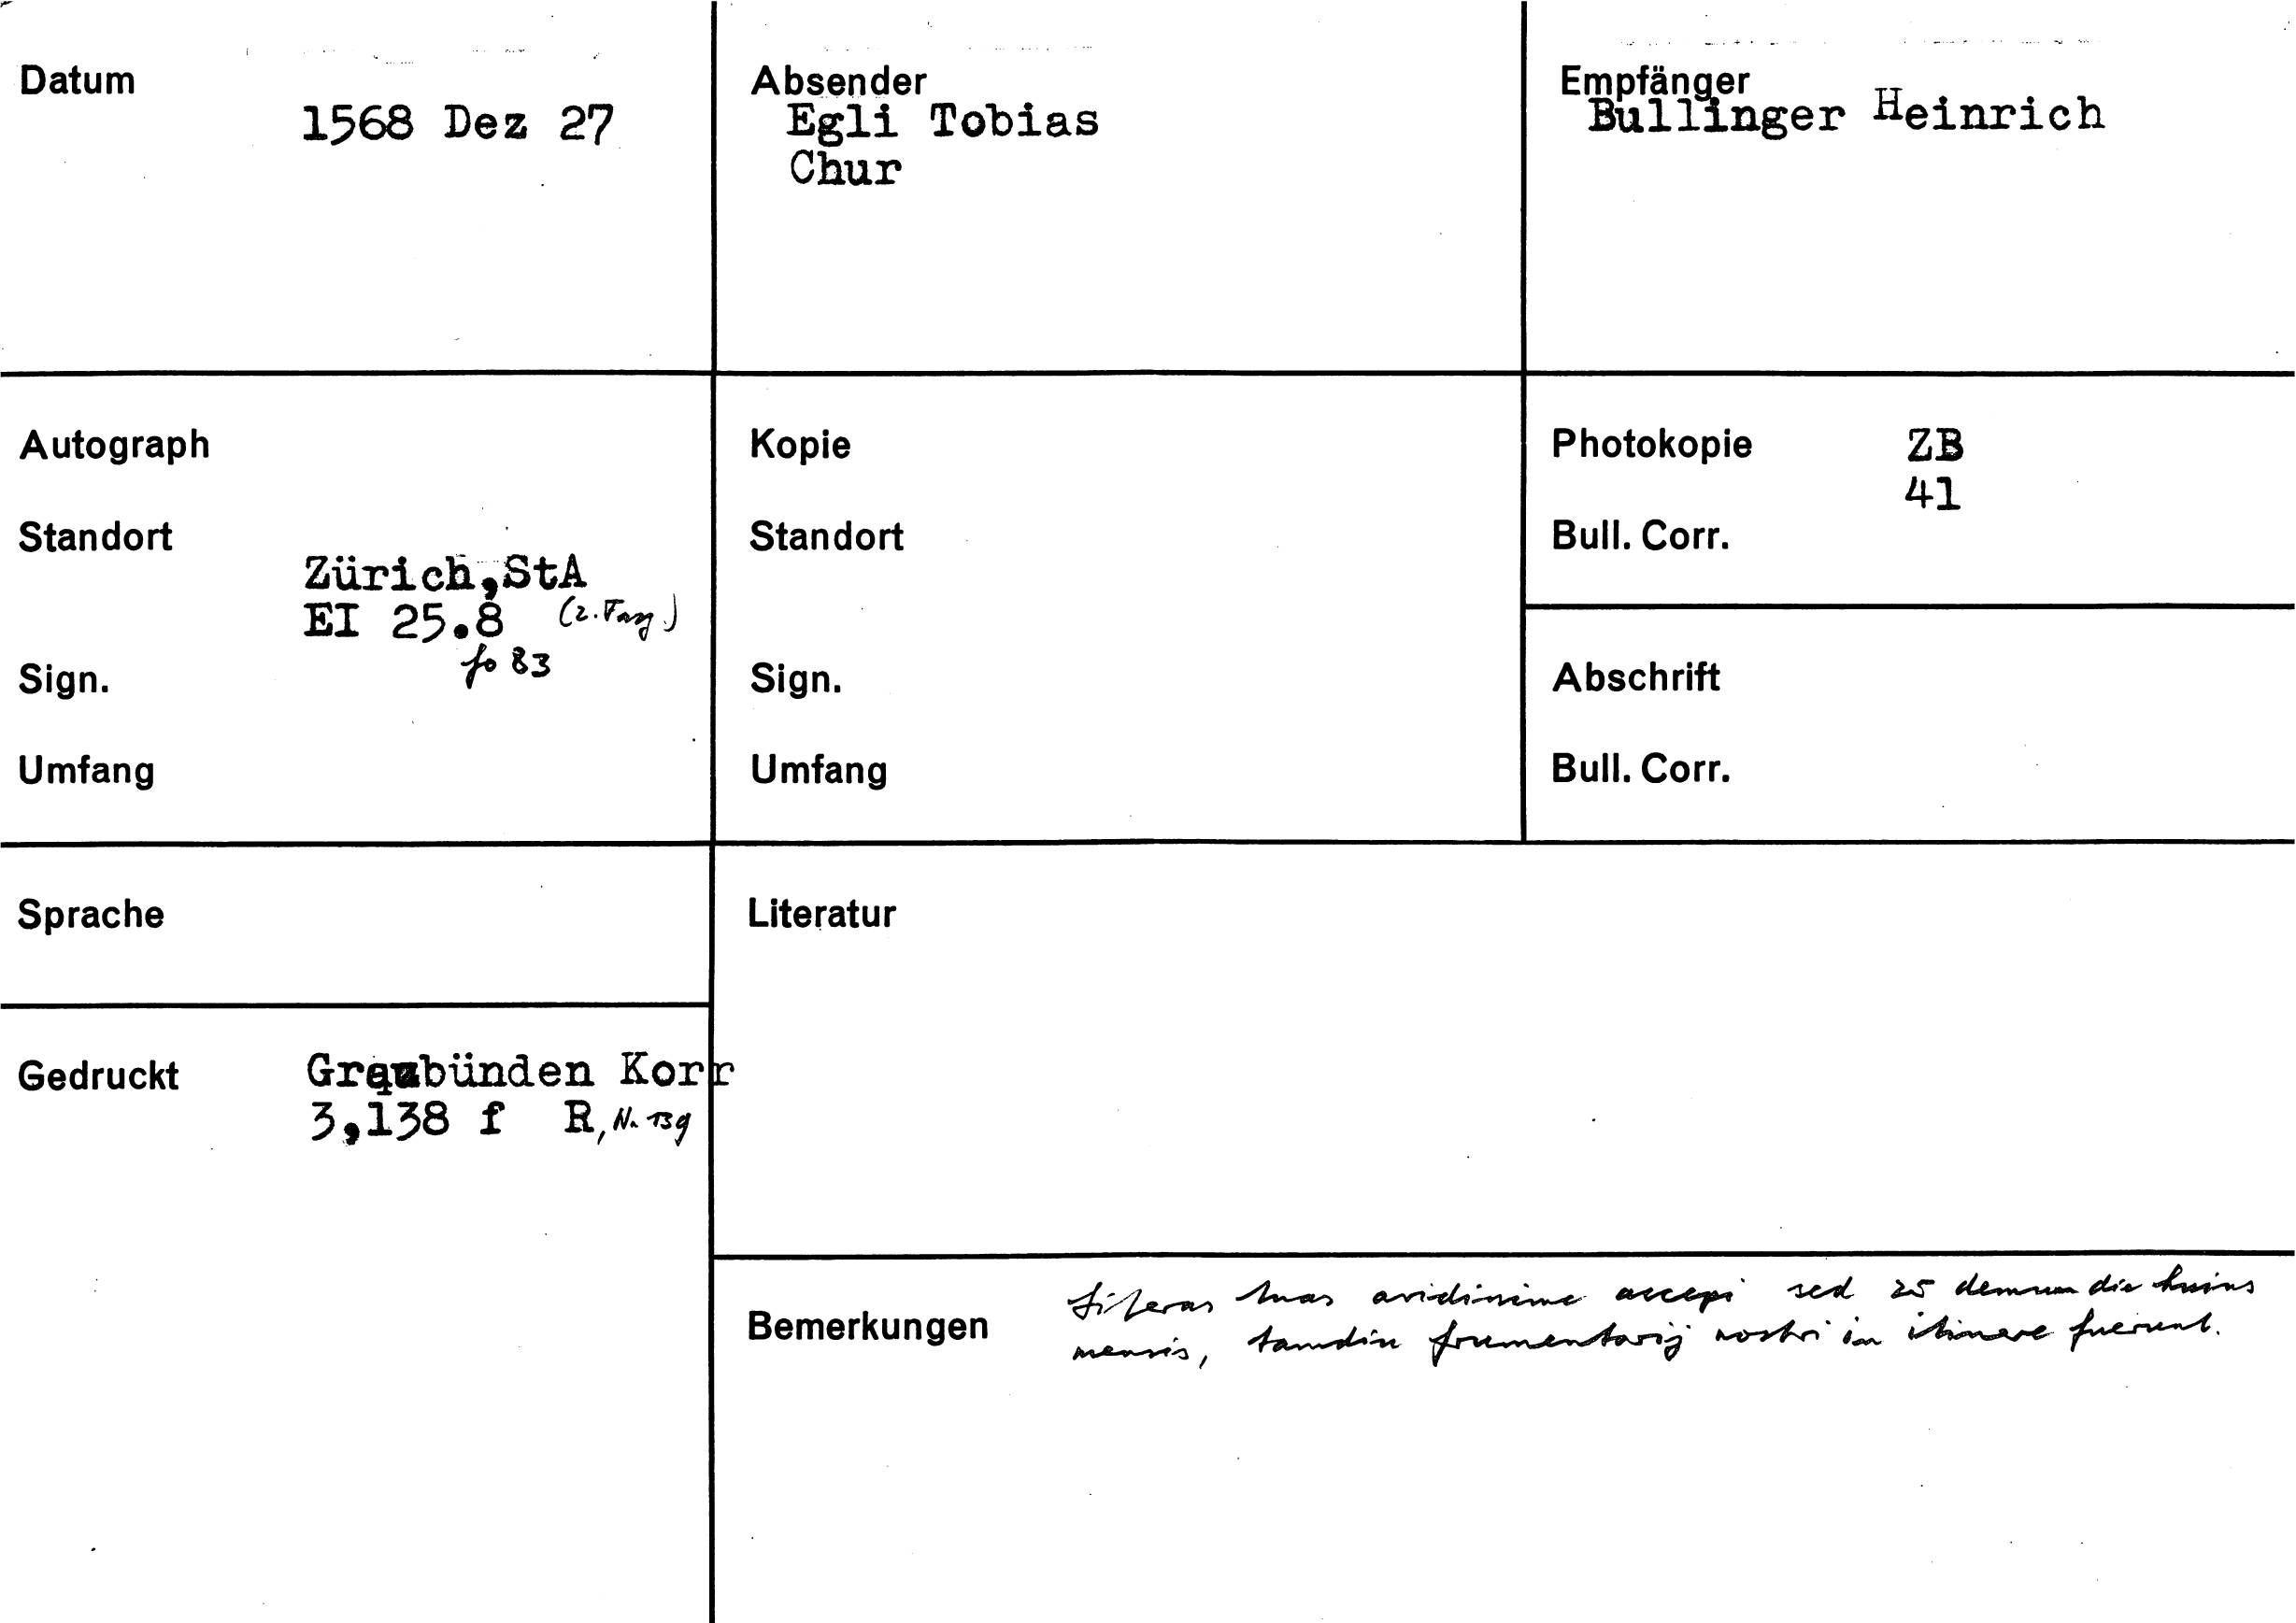 Datum
1568 Dez 27
Absender
Egli Tobias
Chur
Empfänger
Bullinger Heinrich
Autograph
Standort
Zürich,StA
EI 25.8 (2. Fasz.)
fo 83
Sign.
Umfang
Kopie
Standort
Sign.
Umfang
Photokopie ZB
41
Bull. Corr.
Abschrift
Bull. Corr.
Sprache
Gedruckt Graubünden Korr
3,138 f R, Nr. 139
Literatur
Bemerkungen
Literas tuas avidissime accepi sed 25 demum die huius
mensis, tamdiu frumentarij nostri in itinere fuerunt.